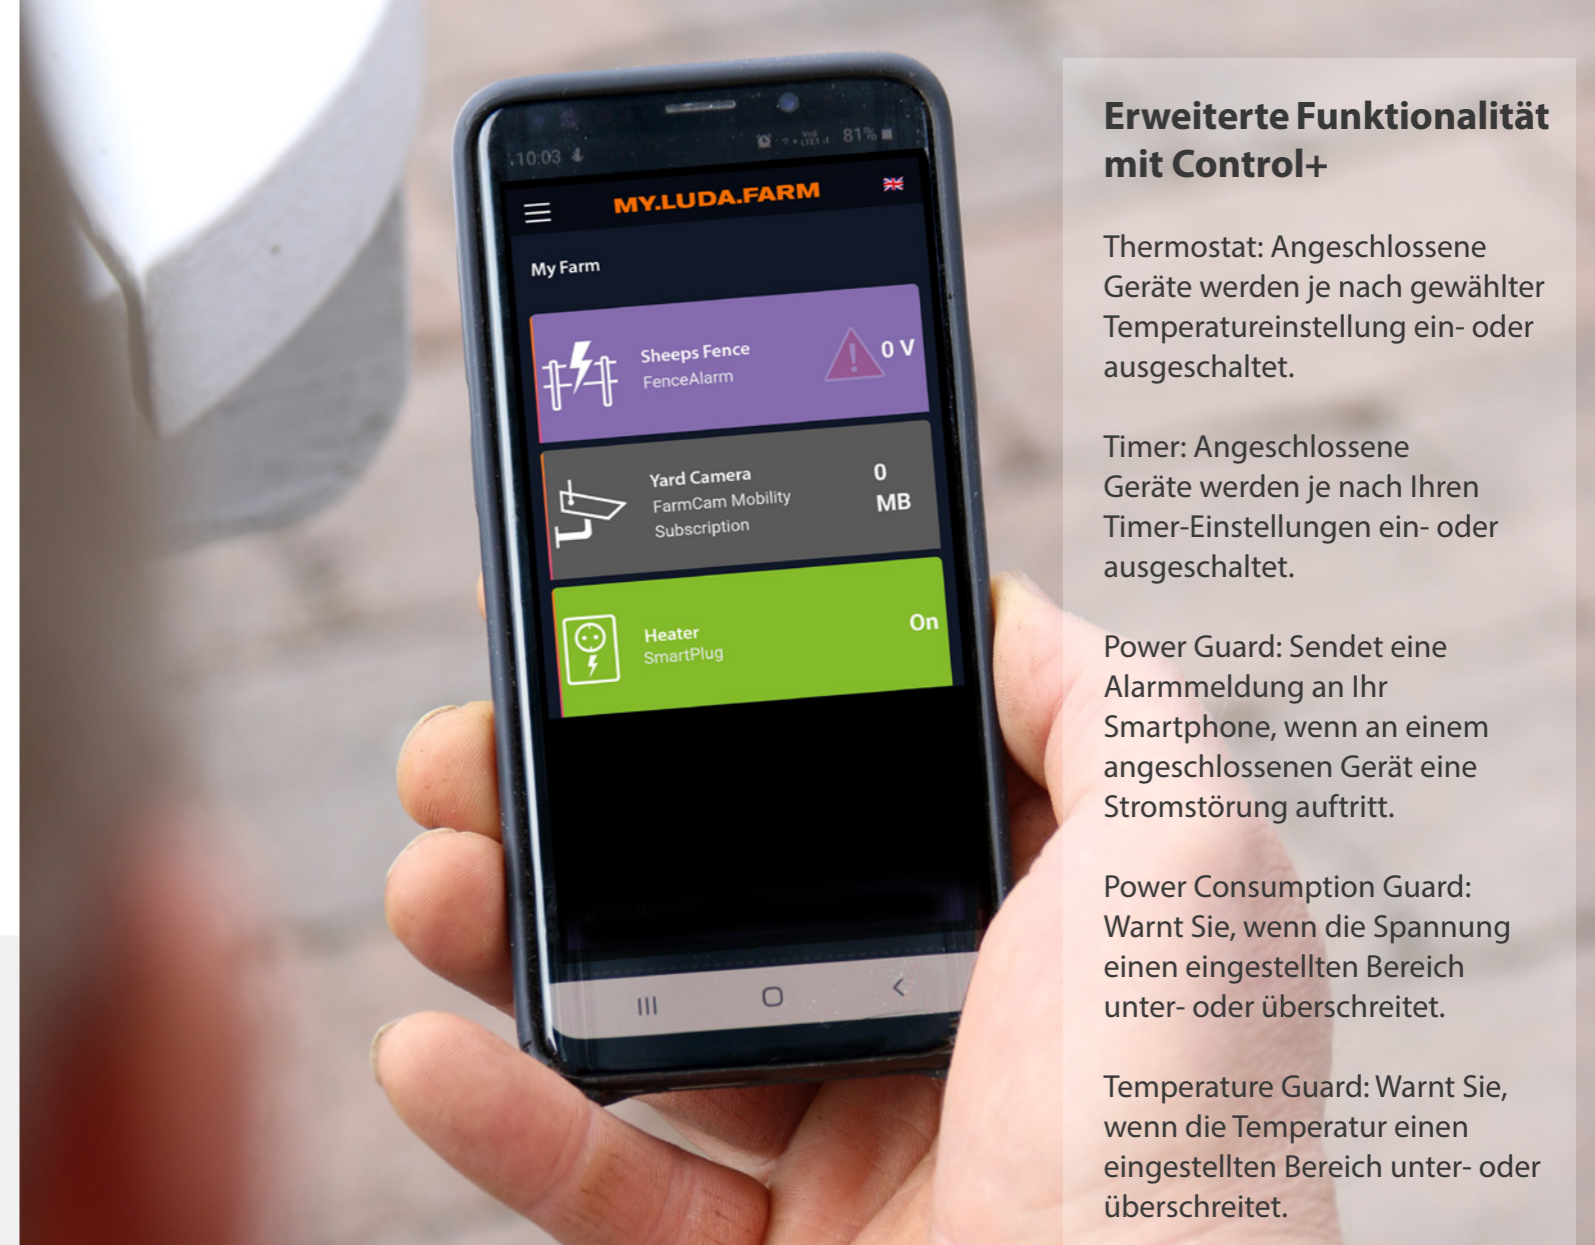 10:03
81%
MY.LUDA.FARM
My Farm
Sheeps Fence
FenceAlarm
0 V
Yard Camera
FarmCam Mobility
Subscription
0
MB
Heater
SmartPlug
On
Erweiterte Funktionalität
mit Control+
Thermostat: Angeschlossene
Geräte werden je nach gewählter
Temperatureinstellung ein- oder
ausgeschaltet.
Timer: Angeschlossene
Geräte werden je nach Ihren
Timer-Einstellungen ein- oder
ausgeschaltet.
Power Guard: Sendet eine
Alarmmeldung an Ihr
Smartphone, wenn an einem
angeschlossenen Gerät eine
Stromstörung auftritt.
Power Consumption Guard:
Warnt Sie, wenn die Spannung
einen eingestellten Bereich
unter- oder überschreitet.
Temperature Guard: Warnt Sie,
wenn die Temperatur einen
eingestellten Bereich unter- oder
überschreitet.